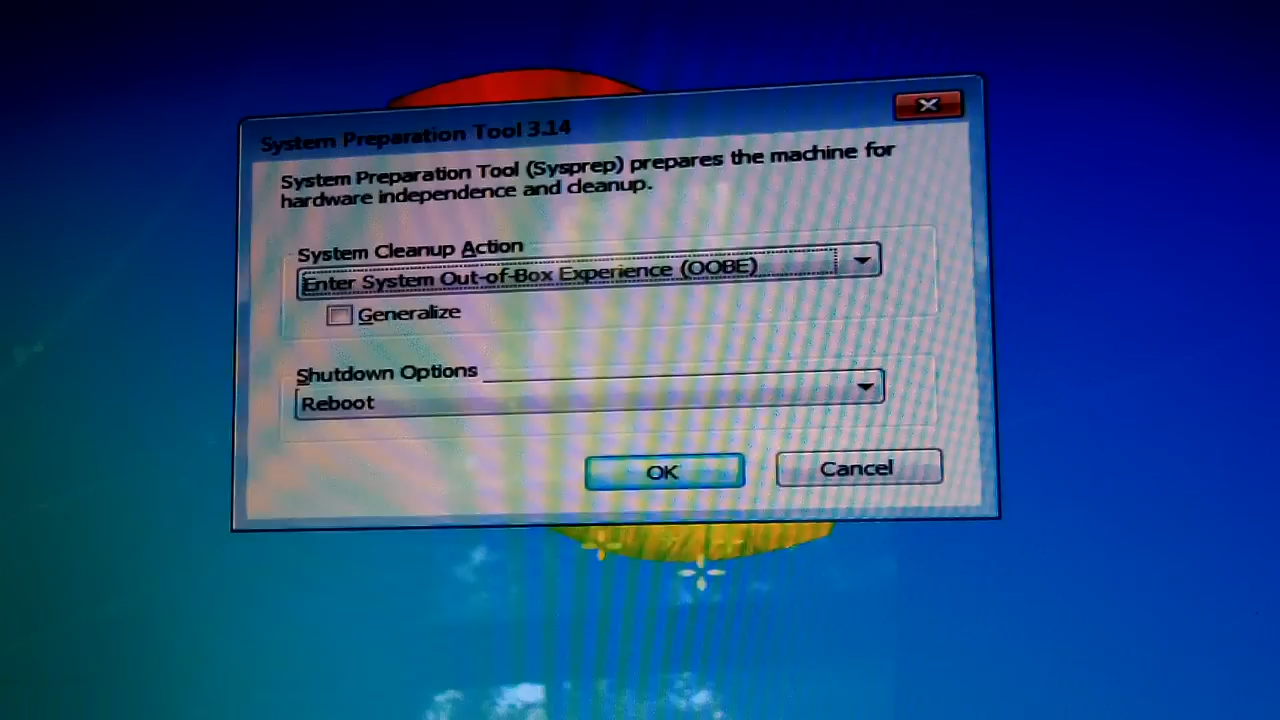 System Preparation Tool 3.14
System Preparation Tool (Sysprep) prepares the machine for
hardware independence and cleanup.
System Cleanup Action
Enter System Out-of-Box Experience (OOBE)
Generalize
Shutdown Options
Reboot
OK
Cancel